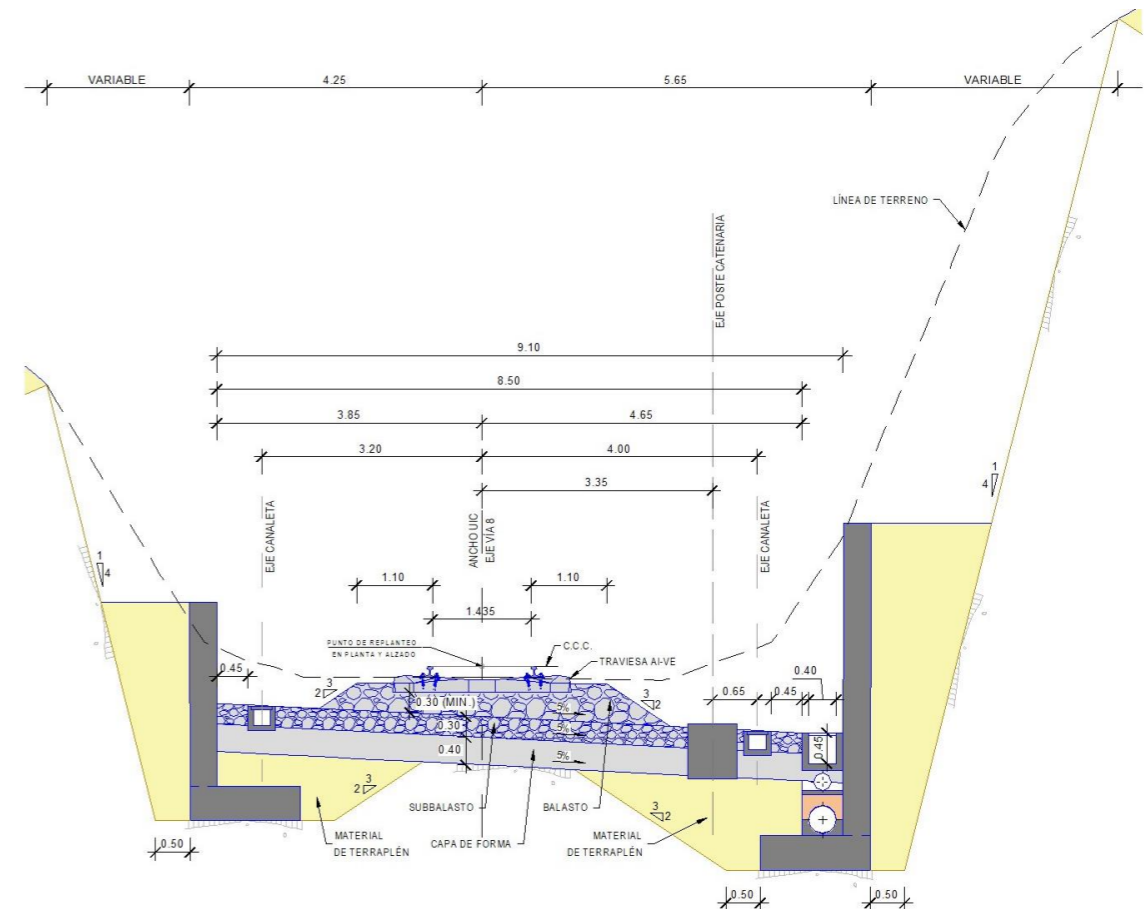 VARIABLE
4.25
5.65
VARIABLE
LÍNEA DE TERRENO
EJE POSTE CATENARIA
9.10
8.50
3.85
4.65
3.20
4.00
3.35
EJE CANALETA
ANCHO UIC
EJE VÍA 8
EJE CANALETA
1
4
1
4
1.10
1.10
1.435
PUNTO DE REPLANTEO
EN PLANTA Y ALZADO
C.C.C.
TRAVIESA AI-VE
0.45
3
2
0.30 (MIN.)
5%
3
2
0.65
0.45
0.40
0.30
5%
0.40
5%
0.45
3
2
SUBBALASTO
BALASTO
3
2
MATERIAL
DE TERRAPLÉN
CAPA DE FORMA
MATERIAL
DE TERRAPLÉN
0.50
0.50
0.50